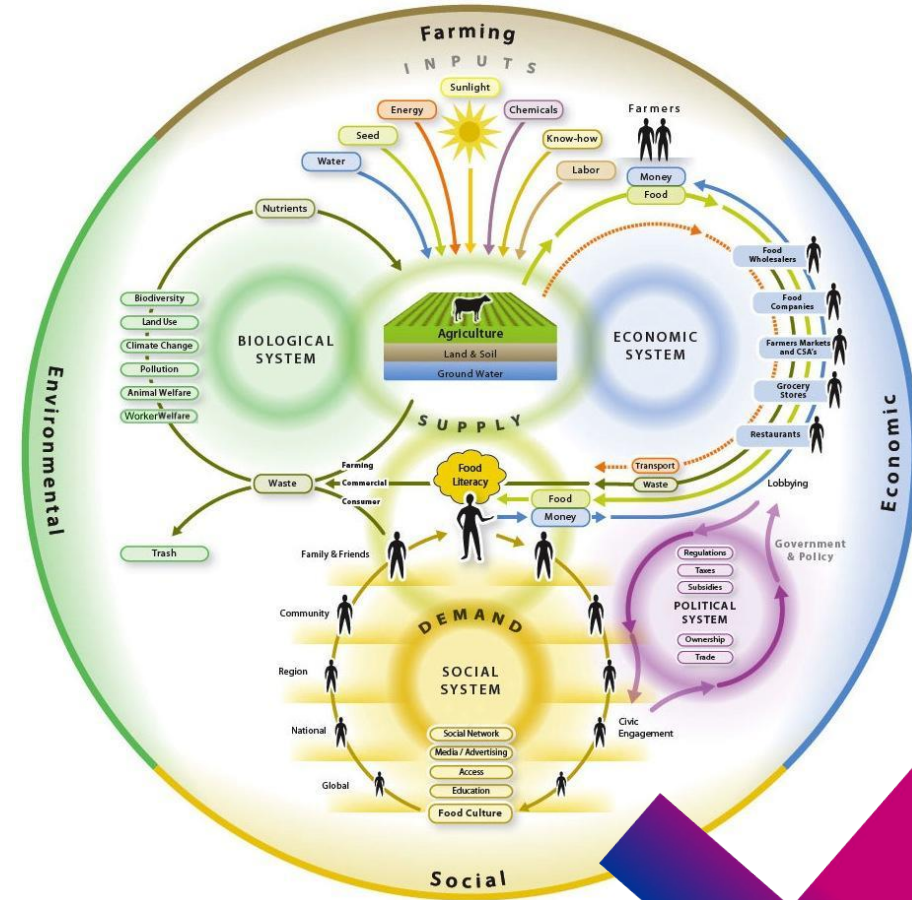 Farming
INPUTS
Sunlight
Energy
Chemicals
Seed
Know-how
Water
Labor
Farmers
Money
Food
Nutrients
Food
Wholesalers
Food
Companies
Farmers Markets
and CSA's
Grocery
Stores
Restaurants
Biodiversity
Land Use
Climate Change
Pollution
Animal Welfare
WorkerWelfare
BIOLOGICAL
SYSTEM
Agriculture
Land & Soil
Ground Water
ECONOMIC
SYSTEM
Environmental
Economic
SUPPLY
Farming
Commercial
Consumer
Waste
Trash
Food
Literacy
Transport
Waste
Food
Money
Lobbying
Government
& Policy
Regulations
Taxes
Subsidies
POLITICAL
SYSTEM
Ownership
Trade
Civic
Engagement
Family & Friends
Community
Region
National
Global
DEMAND
SOCIAL
SYSTEM
Social Network
Media / Advertising
Access
Education
Food Culture
Social